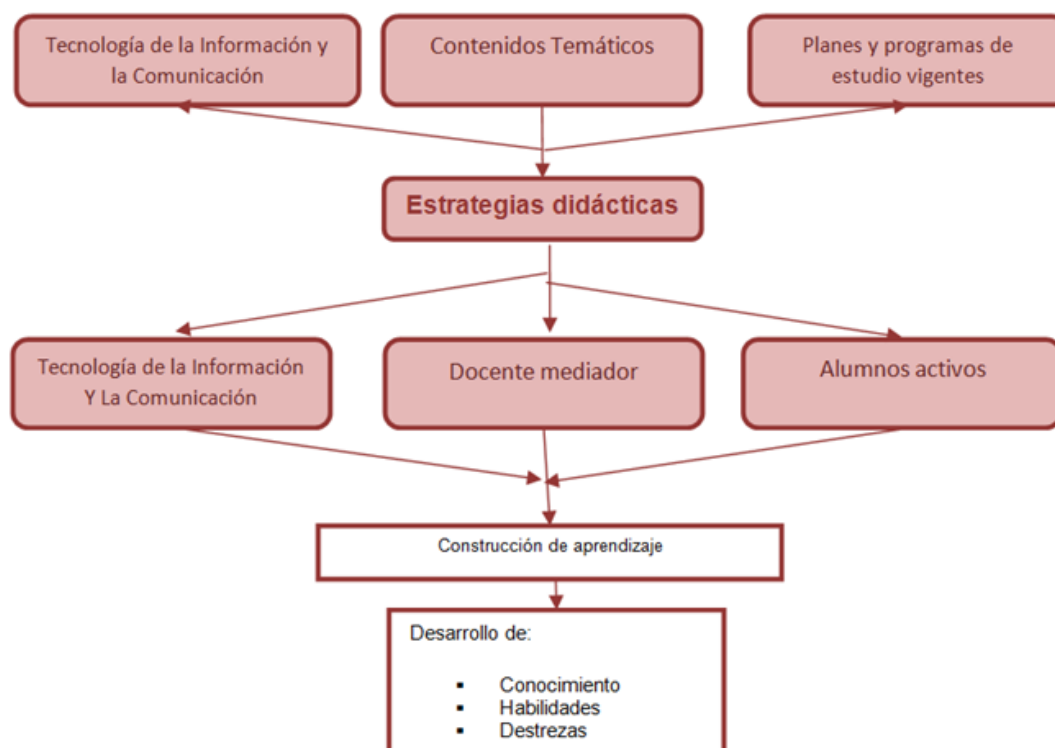 Tecnología de la Información y
la Comunicación
Contenidos Temáticos
Planes y programas de
estudio vigentes
Estrategias didácticas
Tecnología de la Información
Y La Comunicación
Docente mediador
Alumnos activos
Construcción de aprendizaje
Desarrollo de:
▪ Conocimiento
▪ Habilidades
▪ Destrezas